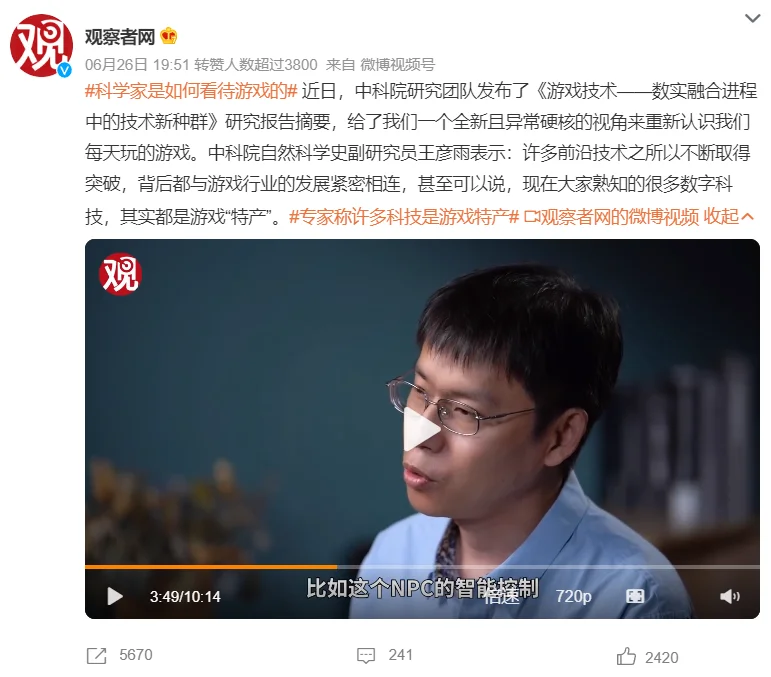 观
观察者网
06月26日 19:51 转赞人数超过3800 来自 微博视频号
#科学家是如何看待游戏的# 近日，中科院研究团队发布了《游戏技术——数实融合进程
中的技术新种群》研究报告摘要，给了我们一个全新且异常硬核的视角来重新认识我们
每天玩的游戏。中科院自然科学史副研究员王彦雨表示：许多前沿技术之所以不断取得
突破，背后都与游戏行业的发展紧密相连，甚至可以说，现在大家熟知的很多数字科
技，其实都是游戏“特产”。#专家称许多科技是游戏特产# 观察者网的微博视频 收起
观
比如这个NPC的智能控制
3:49/10:14 倍速 720p
5670 241 2420